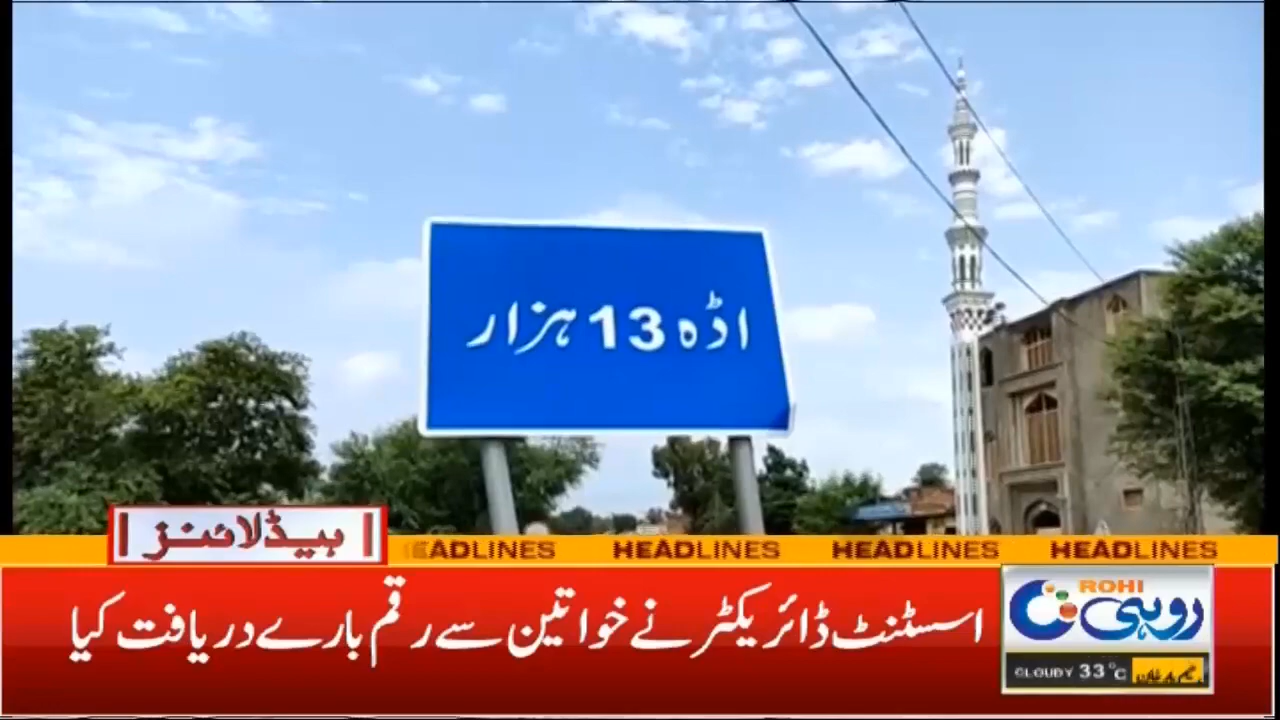 اڈہ 13 ہزار
ہیڈلائنز
EADLINES HEADLINES HEADLINES HEADLINES
اسسٹنٹ ڈائریکٹر نے خواتین سے رقم بارے دریافت کیا
ROHI
روہی
CLOUDY 33°C